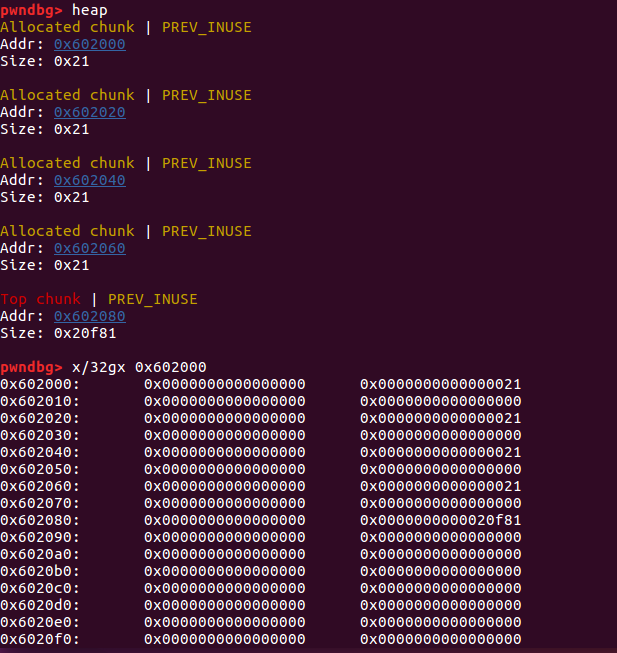 pwndbg> heap
Allocated chunk | PREV_INUSE
Addr: 0x602000
Size: 0x21
Allocated chunk | PREV_INUSE
Addr: 0x602020
Size: 0x21
Allocated chunk | PREV_INUSE
Addr: 0x602040
Size: 0x21
Allocated chunk | PREV_INUSE
Addr: 0x602060
Size: 0x21
Top chunk | PREV_INUSE
Addr: 0x602080
Size: 0x20f81
pwndbg> x/32gx 0x602000
0x602000: 0x0000000000000000 0x0000000000000021
0x602010: 0x0000000000000000 0x0000000000000000
0x602020: 0x0000000000000000 0x0000000000000021
0x602030: 0x0000000000000000 0x0000000000000000
0x602040: 0x0000000000000000 0x0000000000000021
0x602050: 0x0000000000000000 0x0000000000000000
0x602060: 0x0000000000000000 0x0000000000000021
0x602070: 0x0000000000000000 0x0000000000000000
0x602080: 0x0000000000000000 0x0000000000020f81
0x602090: 0x0000000000000000 0x0000000000000000
0x6020a0: 0x0000000000000000 0x0000000000000000
0x6020b0: 0x0000000000000000 0x0000000000000000
0x6020c0: 0x0000000000000000 0x0000000000000000
0x6020d0: 0x0000000000000000 0x0000000000000000
0x6020e0: 0x0000000000000000 0x0000000000000000
0x6020f0: 0x0000000000000000 0x0000000000000000